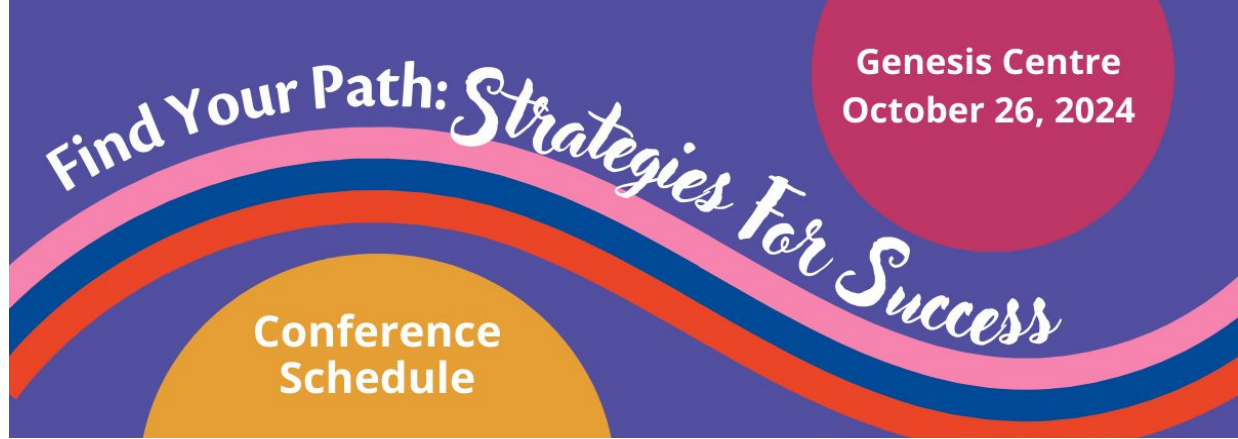 Find Your Path: Strategies For Success
Genesis Centre
October 26, 2024
Conference
Schedule